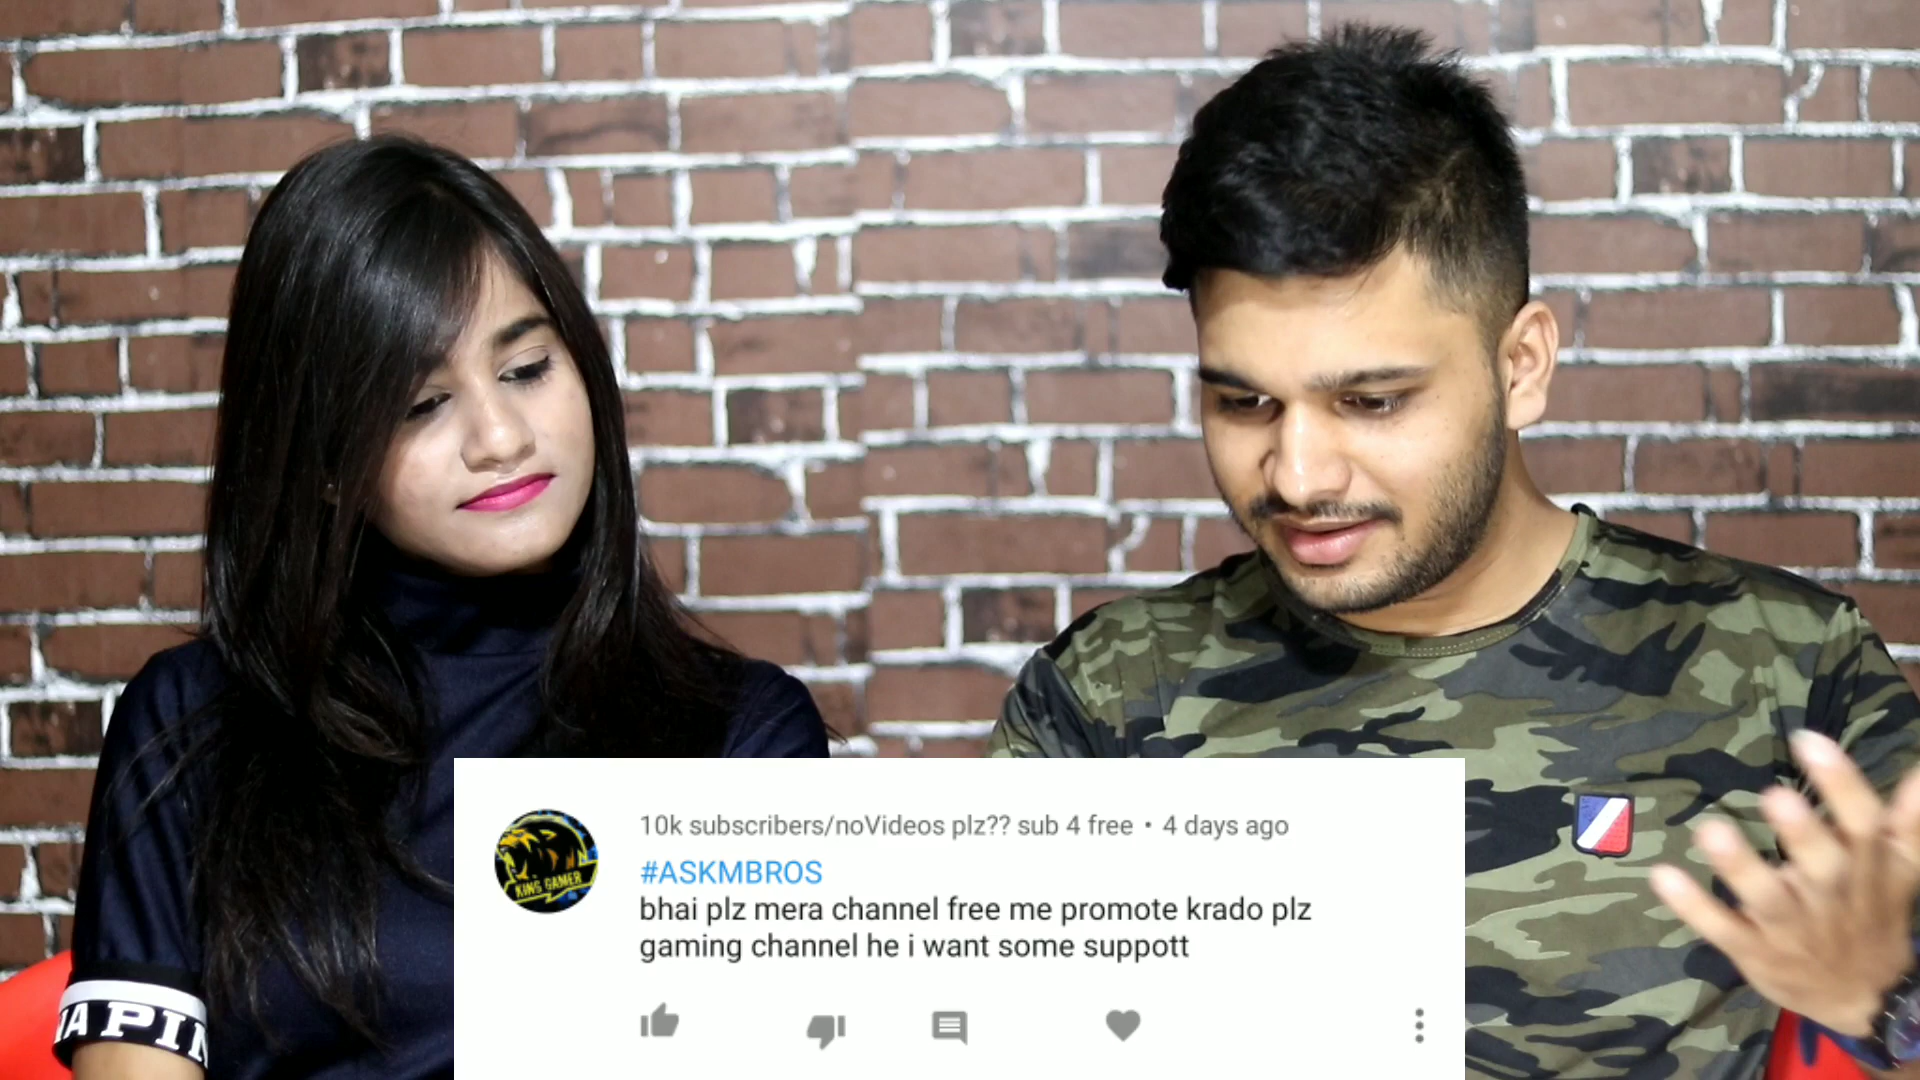 10k subscribers/noVideos plz?? sub 4 free • 4 days ago
#ASKMBROS
bhai plz mera channel free me promote krado plz
gaming channel he i want some suppott
KING GAMER